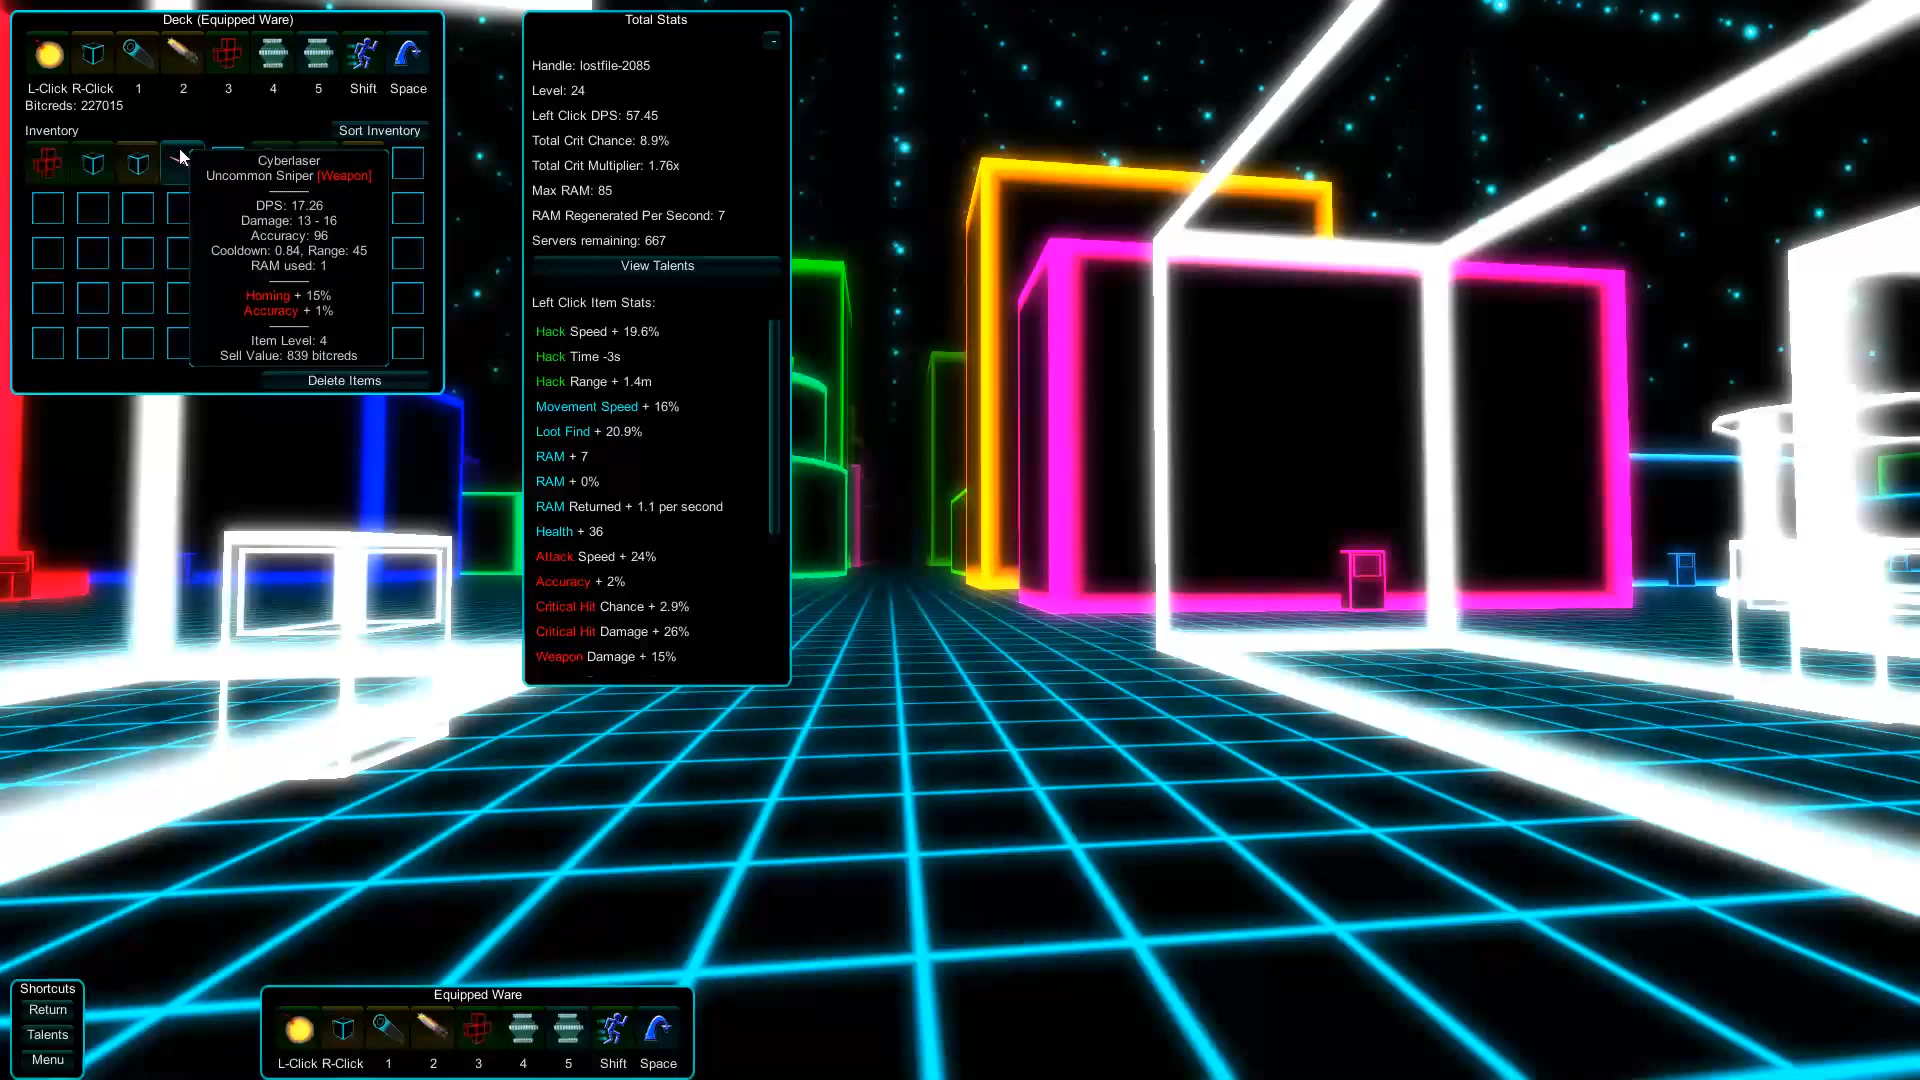 Deck (Equipped Ware)
L-Click R-Click 1 2 3 4 5 Shift Space
Bitcreds: 227015
Inventory
Sort Inventory
Cyberlaser
Uncommon Sniper [Weapon]
DPS: 17.26
Damage: 13 - 16
Accuracy: 96
Cooldown: 0.84, Range: 45
RAM used: 1
Homing + 15%
Accuracy + 1%
Item Level: 4
Sell Value: 839 bitcreds
Delete Items
Total Stats
-
Handle: lostfile-2085
Level: 24
Left Click DPS: 57.45
Total Crit Chance: 8.9%
Total Crit Multiplier: 1.76x
Max RAM: 85
RAM Regenerated Per Second: 7
Servers remaining: 667
View Talents
Left Click Item Stats:
Hack Speed + 19.6%
Hack Time -3s
Hack Range + 1.4m
Movement Speed + 16%
Loot Find + 20.9%
RAM + 7
RAM + 0%
RAM Returned + 1.1 per second
Health + 36
Attack Speed + 24%
Accuracy + 2%
Critical Hit Chance + 2.9%
Critical Hit Damage + 26%
Weapon Damage + 15%
Shortcuts
Return
Talents
Menu
Equipped Ware
L-Click R-Click 1 2 3 4 5 Shift Space